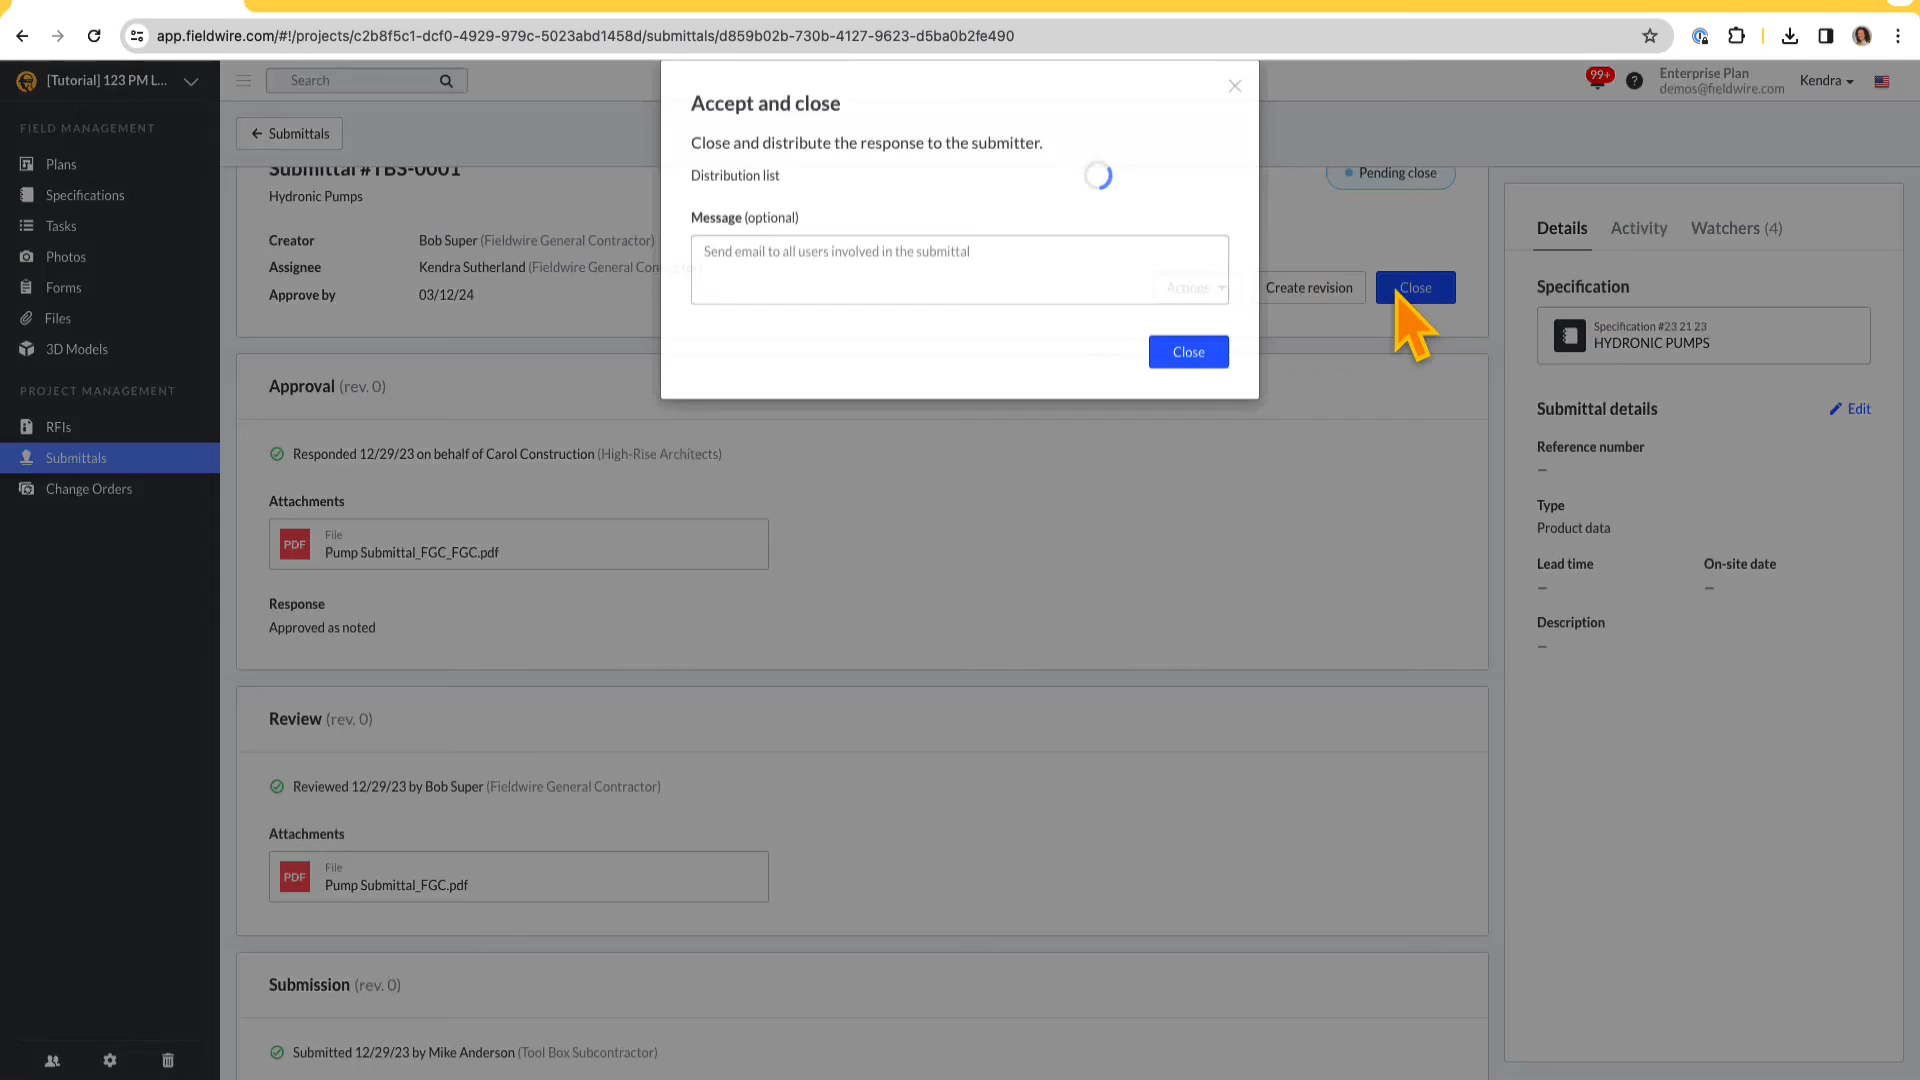 app.fieldwire.com/#!/projects/c2b8f5c1-dcf0-4929-979c-5023abd1458d/submittals/d859b02b-730b-4127-9623-d5ba0b2fe490
[Tutorial] 123 PM L...
Search
99+
Enterprise Plan
demos@fieldwire.com
Kendra
FIELD MANAGEMENT
Plans
Specifications
Tasks
Photos
Forms
Files
3D Models
PROJECT MANAGEMENT
RFIs
Submittals
Change Orders
Submittals
Submittal #TBS-0001
Hydronic Pumps
Pending close
Creator
Bob Super (Fieldwire General Contractor)
Assignee
Kendra Sutherland (Fieldwire General Contractor)
Approve by
03/12/24
Actions
Create revision
Close
Accept and close
Close and distribute the response to the submitter.
Distribution list
Message (optional)
Send email to all users involved in the submittal
Close
Approval (rev. 0)
Responded 12/29/23 on behalf of Carol Construction (High-Rise Architects)
Attachments
PDF
File
Pump Submittal_FGC_FGC.pdf
Response
Approved as noted
Review (rev. 0)
Reviewed 12/29/23 by Bob Super (Fieldwire General Contractor)
Attachments
PDF
File
Pump Submittal_FGC.pdf
Submission (rev. 0)
Submitted 12/29/23 by Mike Anderson (Tool Box Subcontractor)
Details
Activity
Watchers (4)
Specification
Specification #23 21 23
HYDRONIC PUMPS
Submittal details
Edit
Reference number
—
Type
Product data
Lead time
On-site date
—
—
Description
—